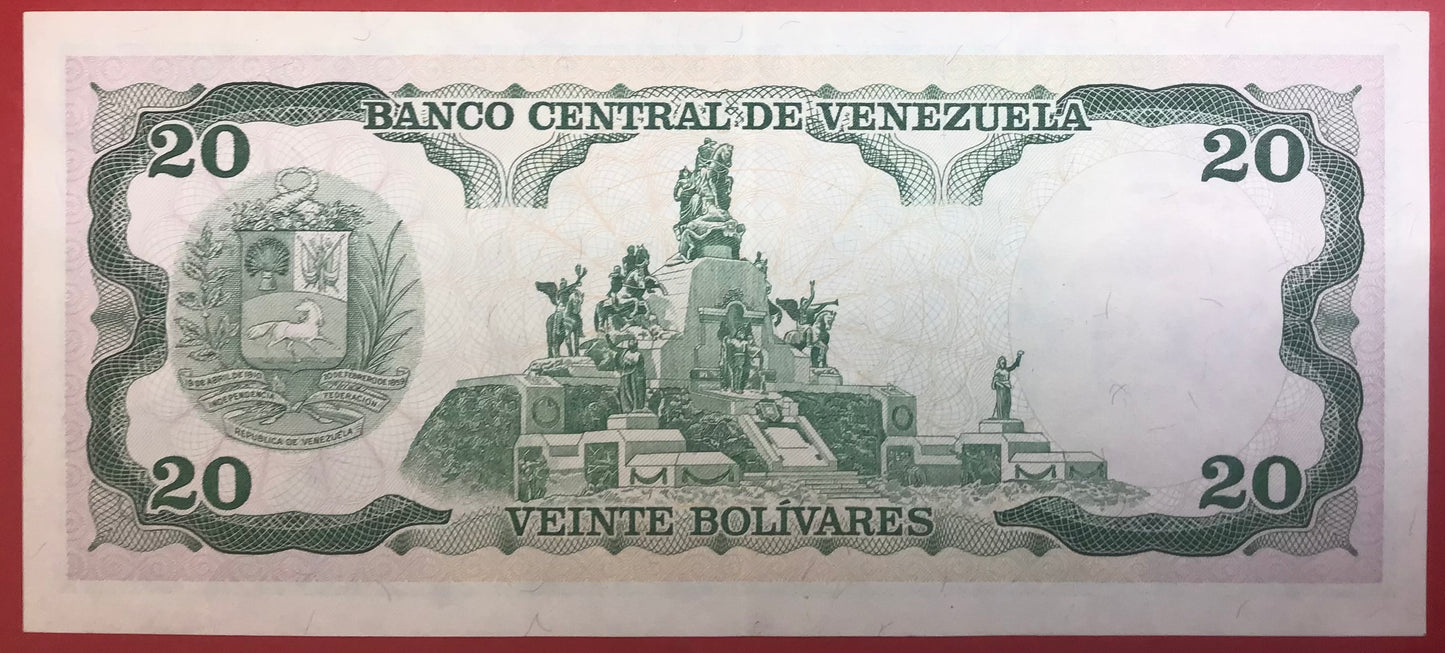 BANCO CENTRAL DE VENEZUELA
20
20
19 DE ABRIL DE 1810
20 DE FEBRERO DE 1859
INDEPENDENCIA
FEDERACIÓN
REPUBLICA DE VENEZUELA
20
20
VEINTE BOLÍVARES